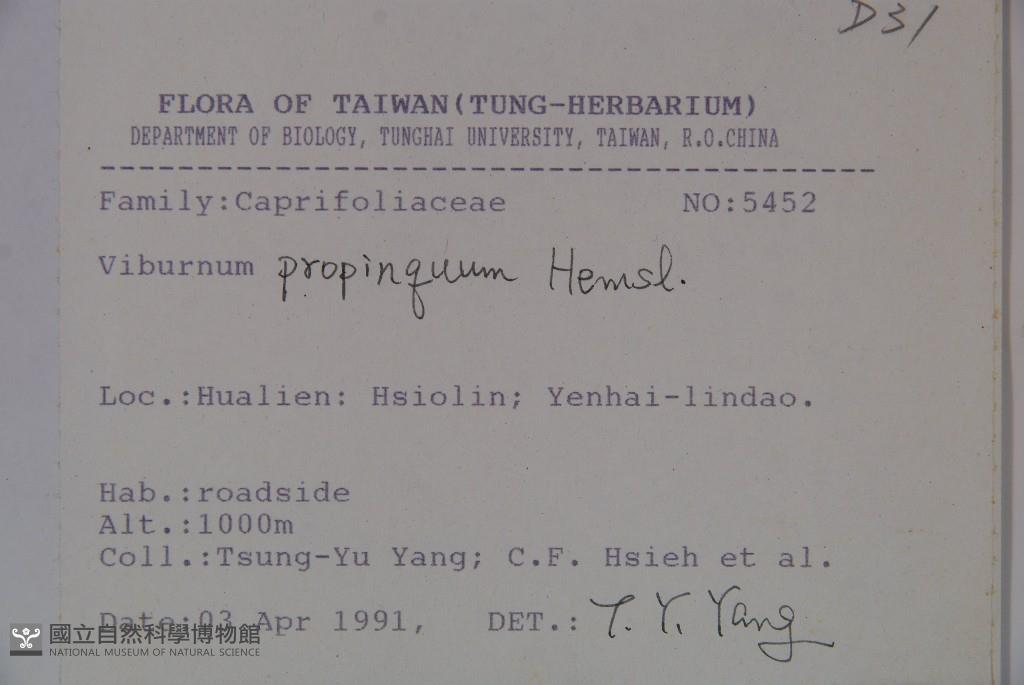 D31
FLORA OF TAIWAN(TUNG-HERBARIUM)
DEPARTMENT OF BIOLOGY, TUNGHAI UNIVERSITY, TAIWAN, R.O.CHINA
----------------------------------------
Family:Caprifoliaceae NO:5452
Viburnum propinquum Hemsl.
Loc.:Hualien: Hsiolin; Yenhai-lindao.
Hab.:roadside
Alt.:1000m
Coll.:Tsung-Yu Yang; C.F. Hsieh et al.
Date:03 Apr 1991, DET.: T. Y. Yang
國立自然科學博物館
NATIONAL MUSEUM OF NATURAL SCIENCE